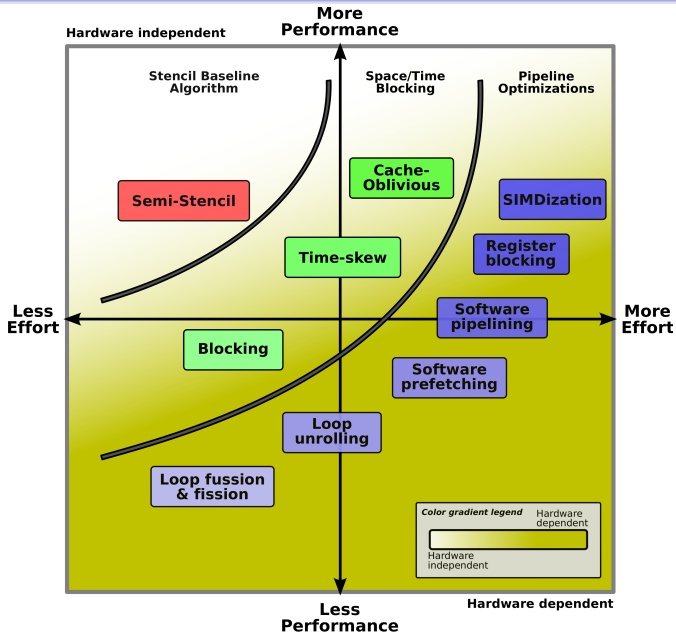 More
Performance
Hardware independent
Stencil Baseline
Algorithm
Space/Time
Blocking
Pipeline
Optimizations
Cache-
Oblivious
Semi-Stencil
SIMDization
Register
blocking
Time-skew
Less
Effort
Software
pipelining
More
Effort
Blocking
Software
prefetching
Loop
unrolling
Loop fussion
& fission
Color gradient legend
Hardware
dependent
Hardware
independent
Less
Performance
Hardware dependent